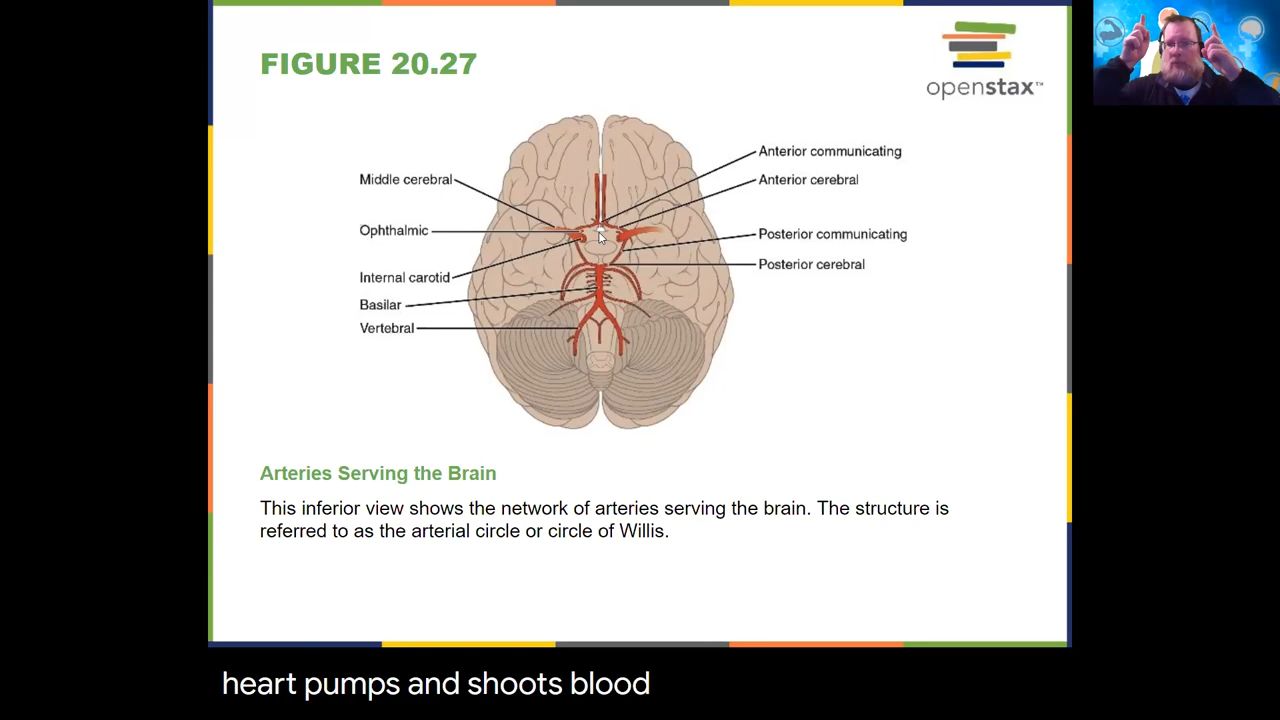 FIGURE 20.27
openstax™
Anterior communicating
Middle cerebral
Anterior cerebral
Ophthalmic
Posterior communicating
Posterior cerebral
Internal carotid
Basilar
Vertebral
Arteries Serving the Brain
This inferior view shows the network of arteries serving the brain. The structure is
referred to as the arterial circle or circle of Willis.
heart pumps and shoots blood